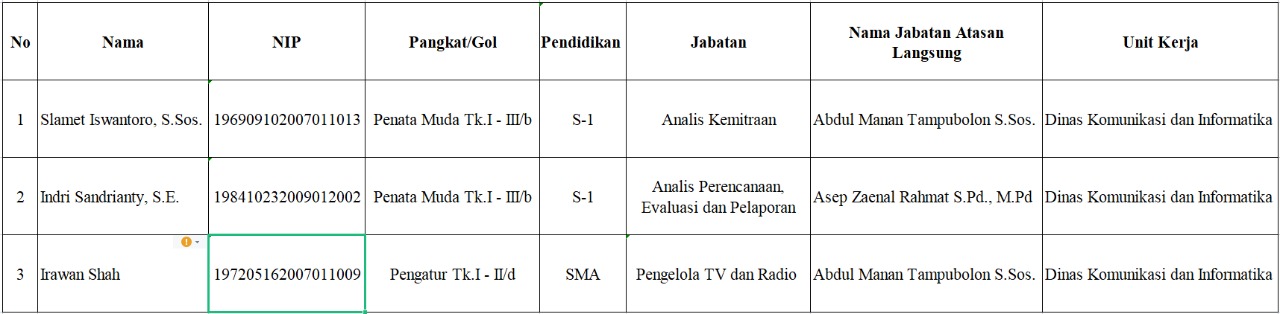 No Nama NIP Pangkat/Gol Pendidikan Jabatan Nama Jabatan Atasan Langsung Unit Kerja
1 Slamet Iswantoro, S.Sos. 196909102007011013 Penata Muda Tk.I - III/b S-1 Analis Kemitraan Abdul Manan Tampubolon S.Sos. Dinas Komunikasi dan Informatika
2 Indri Sandrianty, S.E. 198410232009012002 Penata Muda Tk.I - III/b S-1 Analis Perencanaan, Evaluasi dan Pelaporan Asep Zaenal Rahmat S.Pd., M.Pd Dinas Komunikasi dan Informatika
3 Irawan Shah 197205162007011009 Pengatur Tk.I - II/d SMA Pengelola TV dan Radio Abdul Manan Tampubolon S.Sos. Dinas Komunikasi dan Informatika